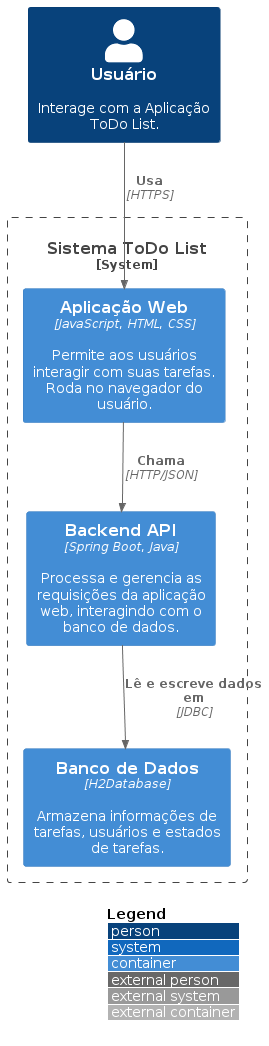 Usuário
Interage com a Aplicação
ToDo List.
Usa
[HTTPS]
Sistema ToDo List
[System]
Aplicação Web
[JavaScript, HTML, CSS]
Permite aos usuários
interagir com suas tarefas.
Roda no navegador do
usuário.
Chama
[HTTP/JSON]
Backend API
[Spring Boot, Java]
Processa e gerencia as
requisições da aplicação
web, interagindo com o
banco de dados.
Lê e escreve dados
em
[JDBC]
Banco de Dados
[H2Database]
Armazena informações de
tarefas, usuários e estados
de tarefas.
Legend
person
system
container
external person
external system
external container